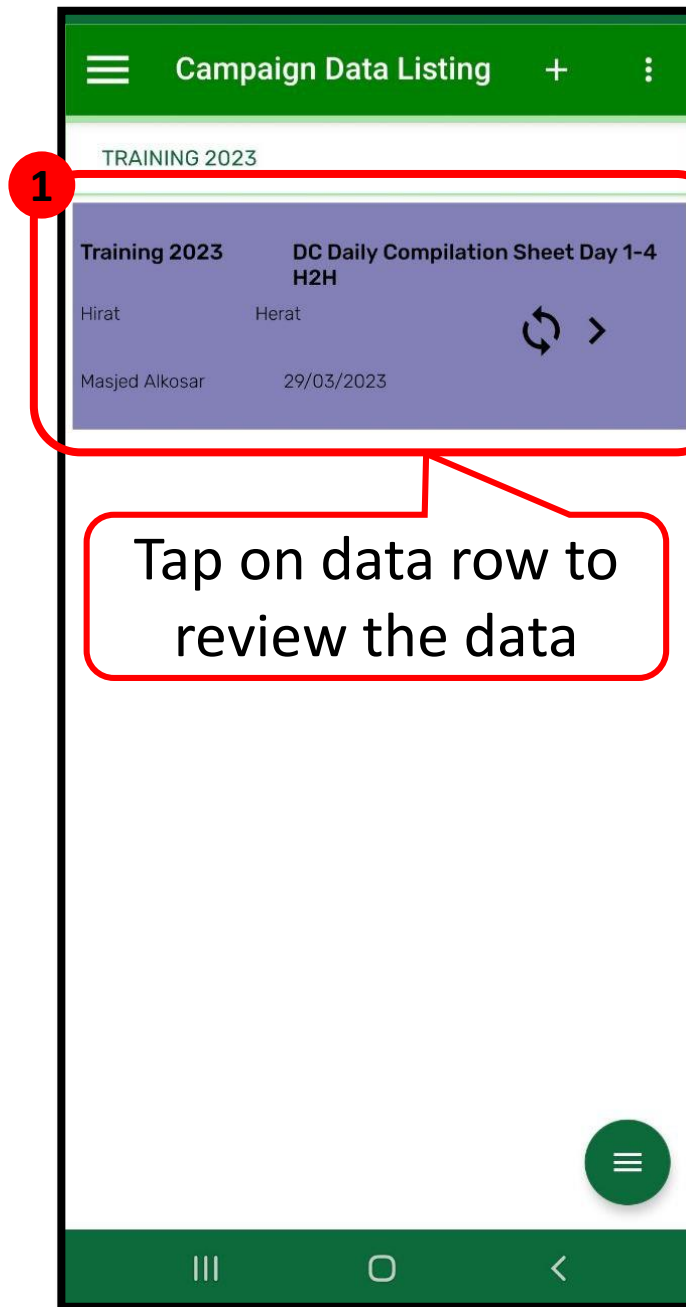 Campaign Data Listing +
TRAINING 2023
1
Training 2023 DC Daily Compilation Sheet Day 1-4
H2H
Hirat Herat
Masjed Alkosar 29/03/2023
Tap on data row to
review the data